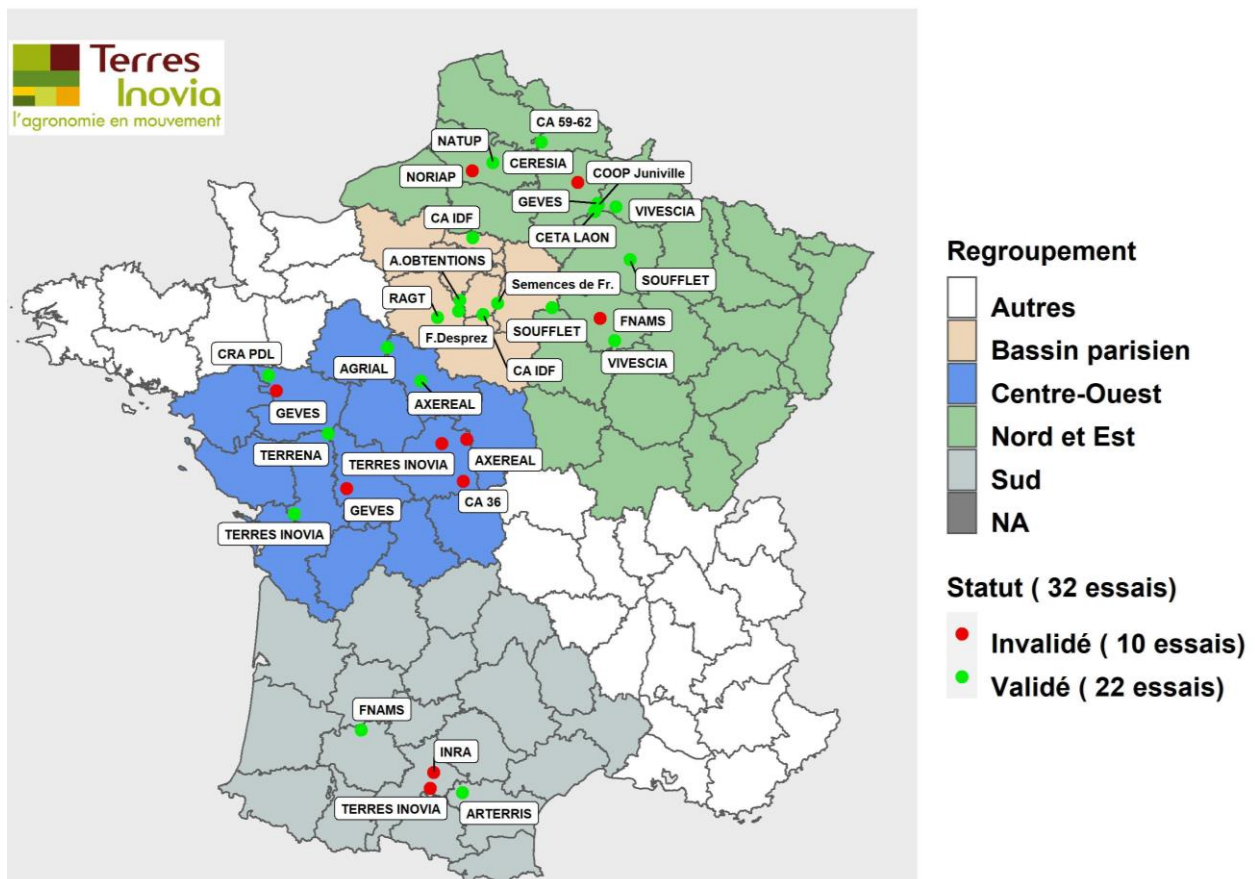 Terres
Inovia
l'agronomie en mouvement
CA 59-62
NATUP
CERESIA
COOP Juniville
NORIAP
GEVES
VIVESCIA
CA IDF
CETA LAON
A.OBTENTIONS
SOUFFLET
Semences de Fr.
RAGT
SOUFFLET
FNAMS
F.Desprez
CRA PDL
AGRIAL
CA IDF
VIVESCIA
GEVES
AXEREAL
TERRENA
TERRES INOVIA
AXEREAL
GEVES
CA 36
TERRES INOVIA
FNAMS
INRA
TERRES INOVIA
ARTERRIS
Regroupement
Autres
Bassin parisien
Centre-Ouest
Nord et Est
Sud
NA
Statut ( 32 essais)
Invalidé ( 10 essais)
Validé ( 22 essais)